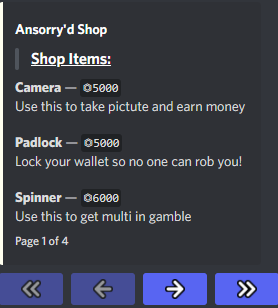 Ansorry'd Shop
Shop Items:
Camera — ⏣5000
Use this to take pictute and earn money
Padlock — ⏣5000
Lock your wallet so no one can rob you!
Spinner — ⏣6000
Use this to get multi in gamble
Page 1 of 4